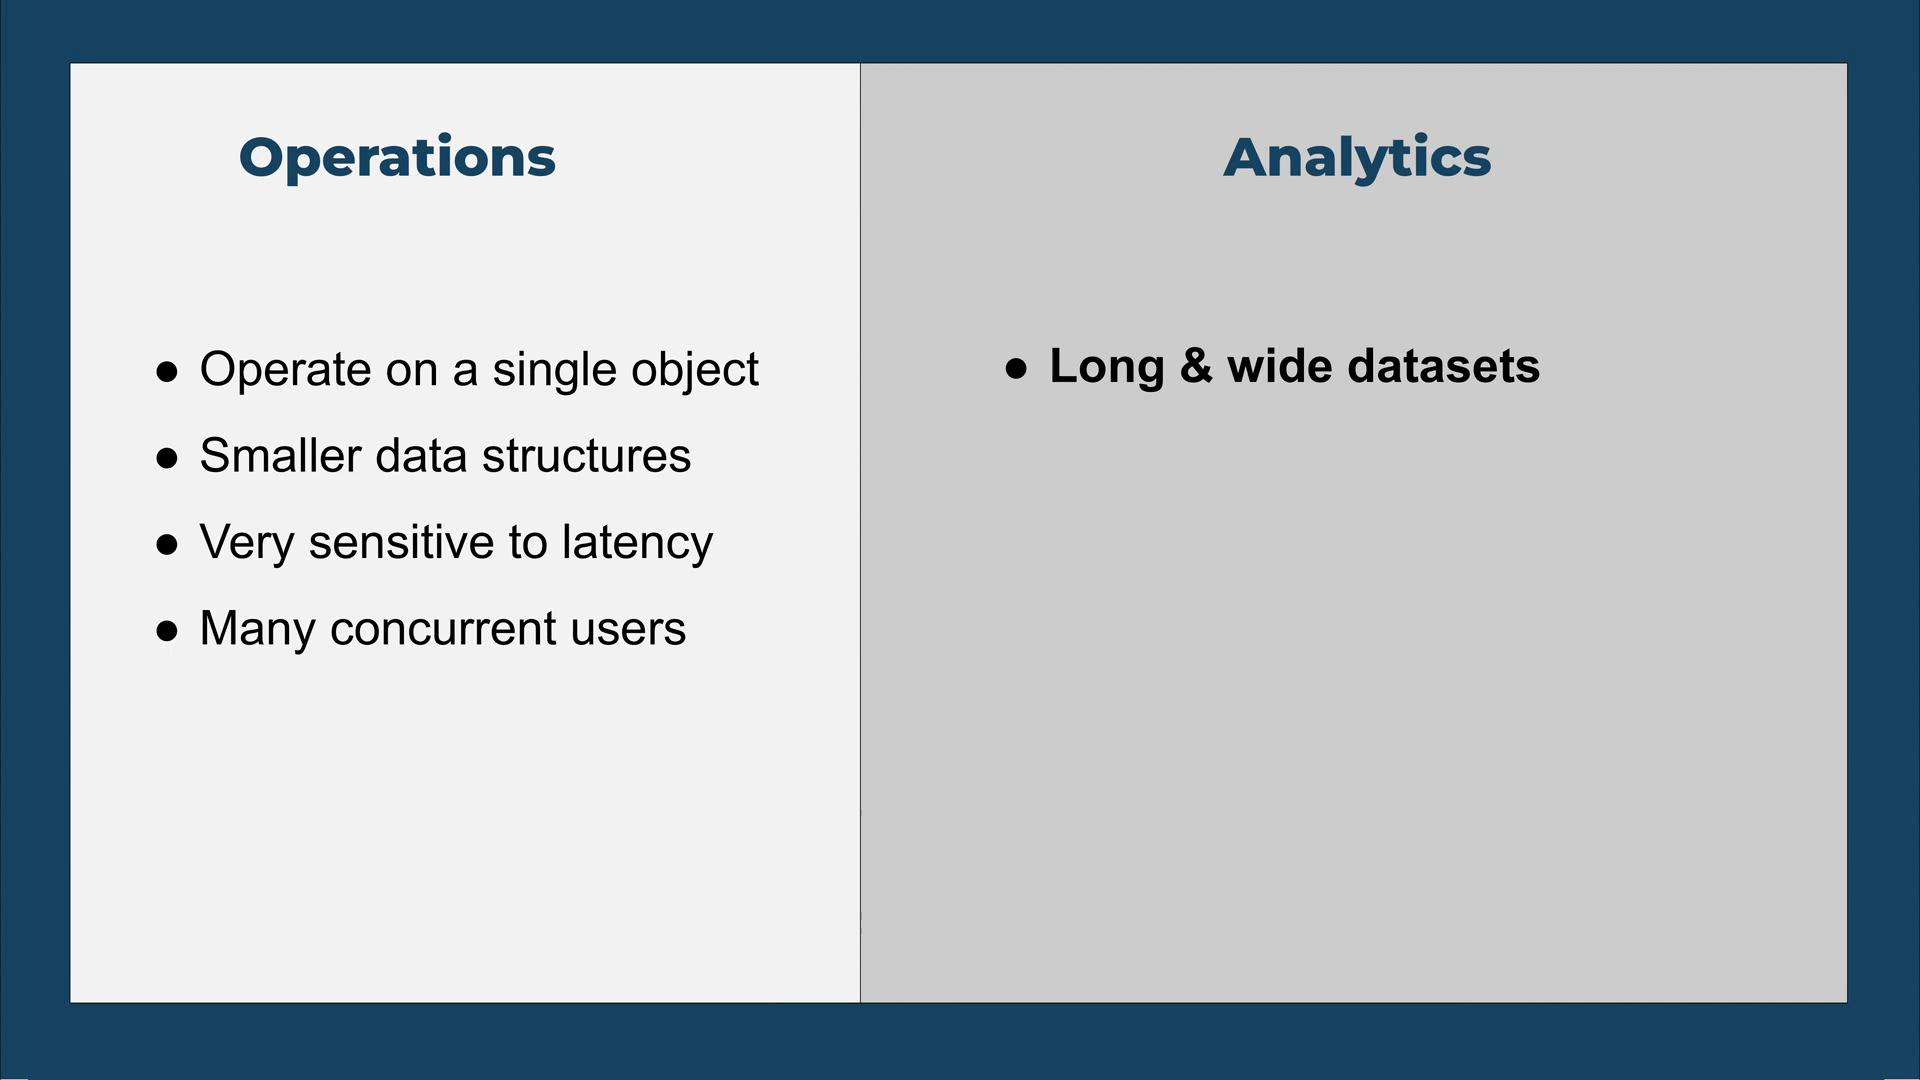 Operations
● Operate on a single object
● Smaller data structures
● Very sensitive to latency
● Many concurrent users
Analytics
● Long & wide datasets